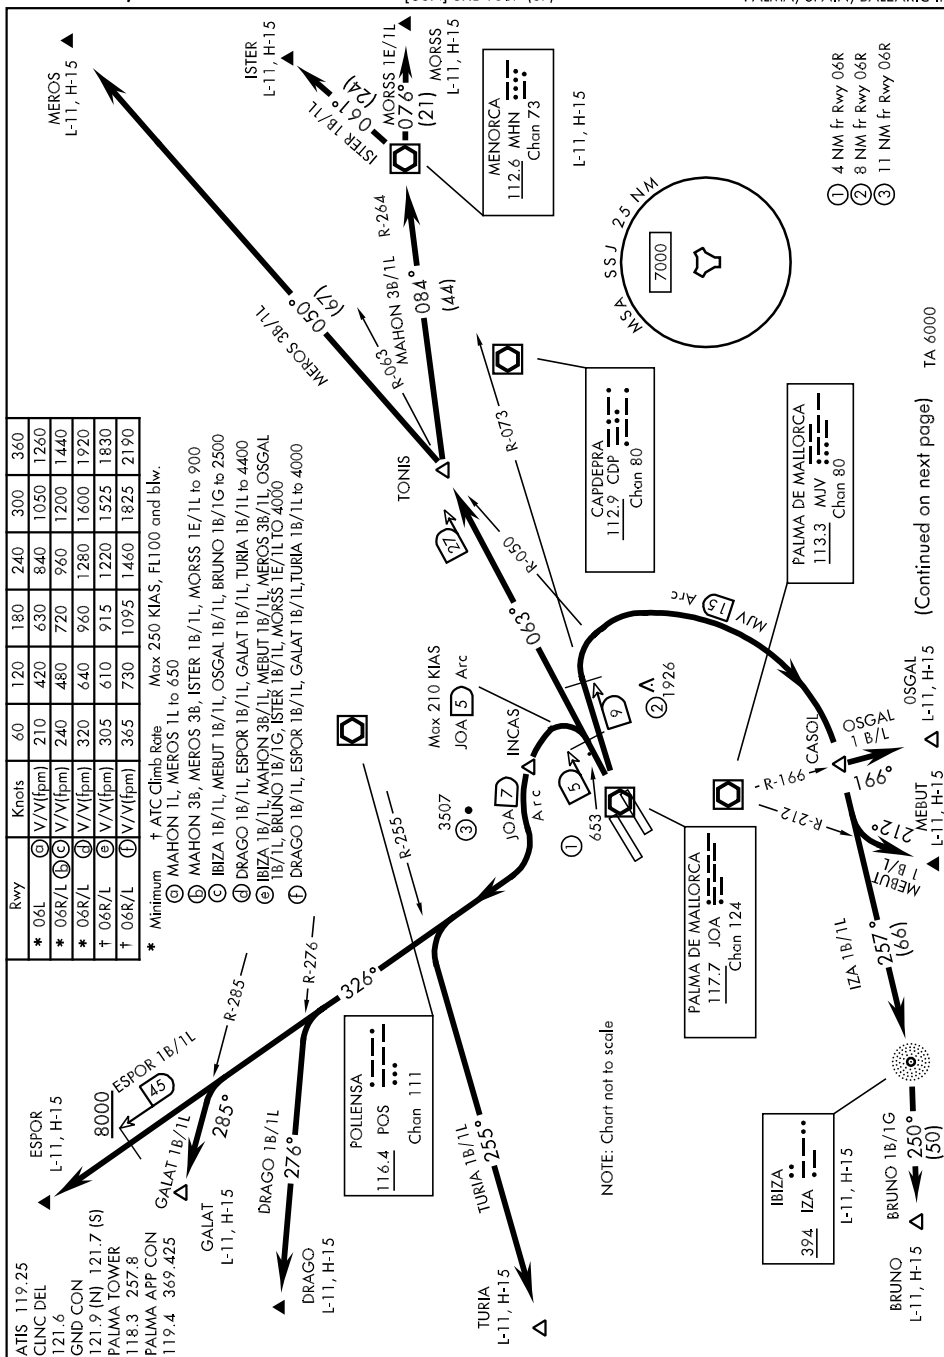 ATIS 119.25
CLNC DEL
121.6
GND CON
121.9 (N) 121.7 (S)
PALMA TOWER
118.3 257.8
PALMA APP CON
119.4 369.425
Rwy Knots 60 120 180 240 300 360
* 06L ⓐ V/V(fpm) 210 420 630 840 1050 1260
* 06R/L ⓑ ⓒ V/V(fpm) 240 480 720 960 1200 1440
* 06R/L ⓓ V/V(fpm) 320 640 960 1280 1600 1920
† 06R/L ⓔ V/V(fpm) 305 610 915 1220 1525 1830
† 06R/L ⓕ V/V(fpm) 365 730 1095 1460 1825 2190
* Minimum † ATC Climb Rate Max 250 KIAS, FL100 and blw.
ⓐ MAHON 1L, MEROS 1L to 650
ⓑ MAHON 3B, MEROS 3B, ISTER 1B/1L, MORSS 1E/1L to 900
ⓒ IBIZA 1B/1L, MEBUT 1B/1L, OSGAL 1B/1L, BRUNO 1B/1G to 2500
ⓓ DRAGO 1B/1L, ESPOR 1B/1L, GALAT 1B/1L, TURIA 1B/1L to 4400
ⓔ IBIZA 1B/1L, MAHON 3B/1L, MEBUT 1B/1L, MEROS 3B/1L, OSGAL
1B/1L, BRUNO 1B/1G, ISTER 1B/1L, MORSS 1E/1L TO 4000
ⓕ DRAGO 1B/1L, ESPOR 1B/1L, GALAT 1B/1L,TURIA 1B/1L to 4000
MEROS
L-11, H-15
ISTER
L-11, H-15
MORSS 1E/1L
MORSS
L-11, H-15
ISTER 1B/1L
061°
(24)
076°
(21)
MENORCA
112.6 MHN
Chan 73
L-11, H-15
MEROS 3B/1L
050°
(67)
R-063
MAHON 3B/1L
R-264
084°
(44)
TONIS
27
R-050
R-073
063°
CAPDEPRA
112.9 CDP
Chan 80
MSA SSJ 25 NM
7000
① 4 NM fr Rwy 06R
② 8 NM fr Rwy 06R
③ 11 NM fr Rwy 06R
ESPOR
L-11, H-15
8000
ESPOR 1B/1L
45
GALAT 1B/1L
285°
R-285
GALAT
L-11, H-15
DRAGO 1B/1L
276°
R-276
DRAGO
L-11, H-15
326°
R-255
TURIA 1B/1L
255°
TURIA
L-11, H-15
POLLENSA
116.4 POS
Chan 111
3507
③
Max 210 KIAS
JOA 5 Arc
INCAS
JOA 7 Arc
①
653
5
9
②
1926
MJV 15 Arc
PALMA DE MALLORCA
117.7 JOA
Chan 124
PALMA DE MALLORCA
113.3 MJV
Chan 80
R-199
R-212
CASOL
OSGAL
1 B/L
199°
OSGAL
L-11, H-15
212°
MEBUT
1 B/L
MEBUT
L-11, H-15
IZA 1B/1L
257°
(66)
IBIZA
394 IZA
L-11, H-15
BRUNO 1B/1G
250°
(50)
BRUNO
L-11, H-15
NOTE: Chart not to scale
(Continued on next page)
TA 6000